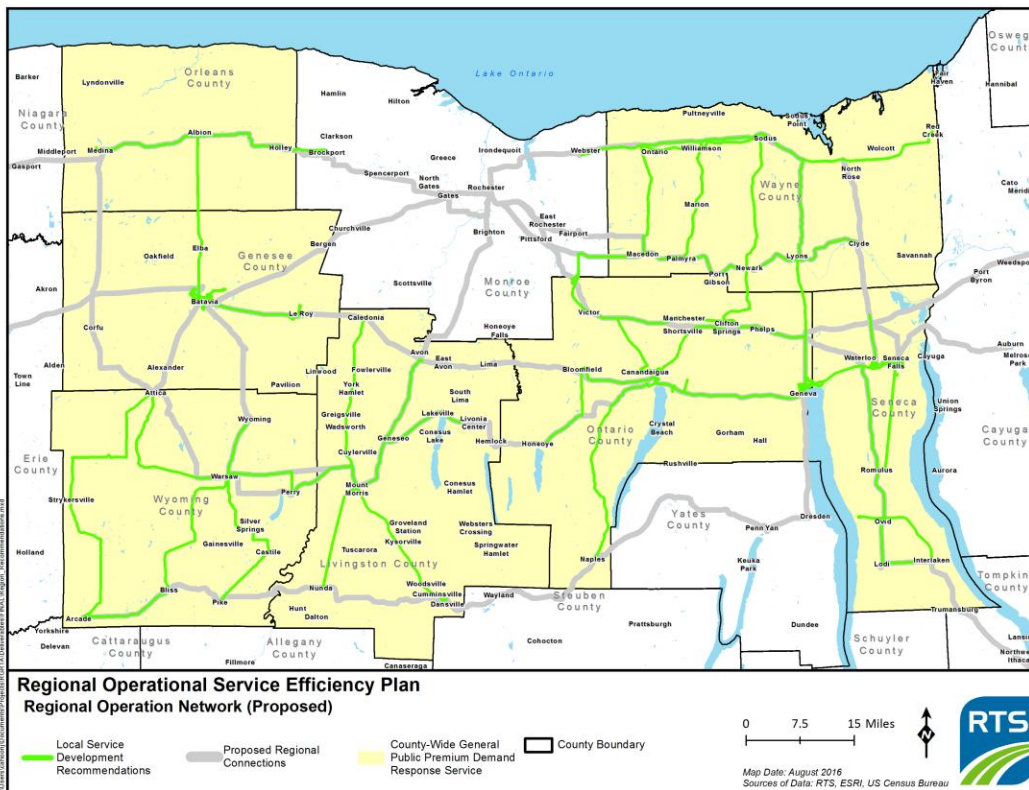 Lake Ontario
Oswego
County
Barker
Lyndonville
Orleans
County
Hamlin
Hilton
Pultneyville
Sodus
Point
Fair
Haven
Hannibal
Niagara
County
Middleport
Gasport
Medina
Albion
Holley
Clarkson
Brockport
Greece
Irondequoit
Webster
Ontario
Williamson
Sodus
Wolcott
Red
Creek
Spencerport
North
Gates
Gates
Rochester
Wayne
County
North
Rose
Cato
Marion
Oakfield
Elba
Genesee
County
Churchville
Bergen
Brighton
East
Rochester
Pittsford
Fairport
Macedon
Palmyra
Port
Gibson
Newark
Lyons
Clyde
Savannah
Weedsport
Port
Byron
Akron
Batavia
Le Roy
Scottsville
Monroe
County
Honeoye
Falls
Victor
Manchester
Shortsville
Clifton
Springs
Phelps
Corfu
Caledonia
Avon
East
Avon
Lima
Bloomfield
Canandaigua
Waterloo
Seneca
Falls
Cayuga
Auburn
Melrose
Park
Town
Line
Alden
Alexander
Attica
Pavilion
Linwood
Fowlerville
York
Hamlet
Greigsville
Wadsworth
South
Lima
Geneva
Seneca
County
Union
Springs
Cayuga
County
Wyoming
Geneseo
Lakeville
Conesus
Lake
Livonia
Center
Hemlock
Honeoye
Ontario
County
Crystal
Beach
Gorham
Hall
Erie
County
Warsaw
Perry
Cuylerville
Mount
Morris
Conesus
Hamlet
Rushville
Romulus
Aurora
Strykersville
Wyoming
County
Silver
Springs
Gainesville
Castile
Groveland
Station
Kysorville
Tuscarora
Websters
Crossing
Springwater
Hamlet
Yates
County
Penn Yan
Dresden
Ovid
Holland
Livingston County
Naples
Keuka
Park
Lodi
Interlaken
Tompkins
County
Bliss
Pike
Nunda
Hunt
Dalton
Woodsville
Cumminsville
Dansville
Wayland
Steuben
County
Trumansburg
Arcade
Yorkshire
Delevan
Cattaraugus
County
Fillmore
Allegany
County
Canaseraga
Cohocton
Prattsburgh
Dundee
Schuyler
County
Ithaca
Regional Operational Service Efficiency Plan
Regional Operation Network (Proposed)
Local Service
Development
Recommendations
Proposed Regional
Connections
County-Wide General
Public Premium Demand
Response Service
County Boundary
0 7.5 15 Miles
N
Map Date: August 2016
Sources of Data: RTS, ESRI, US Census Bureau
RTS